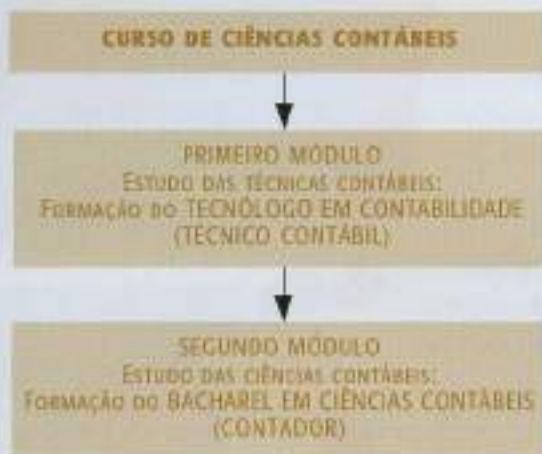 CURSO DE CIÊNCIAS CONTÁBEIS
PRIMEIRO MÓDULO
ESTUDO DAS TÉCNICAS CONTÁBEIS:
FORMAÇÃO DO TECNÓLOGO EM CONTABILIDADE
(TÉCNICO CONTÁBIL)
SEGUNDO MÓDULO
ESTUDO DAS CIÊNCIAS CONTÁBEIS:
FORMAÇÃO DO BACHAREL EM CIÊNCIAS CONTÁBEIS
(CONTADOR)